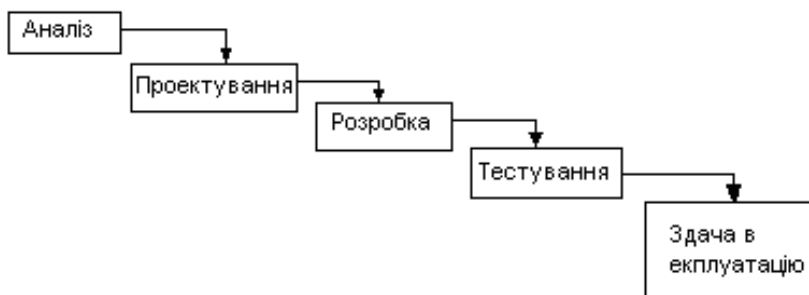 Аналіз
Проектування
Розробка
Тестування
Здача в
екплуатацію